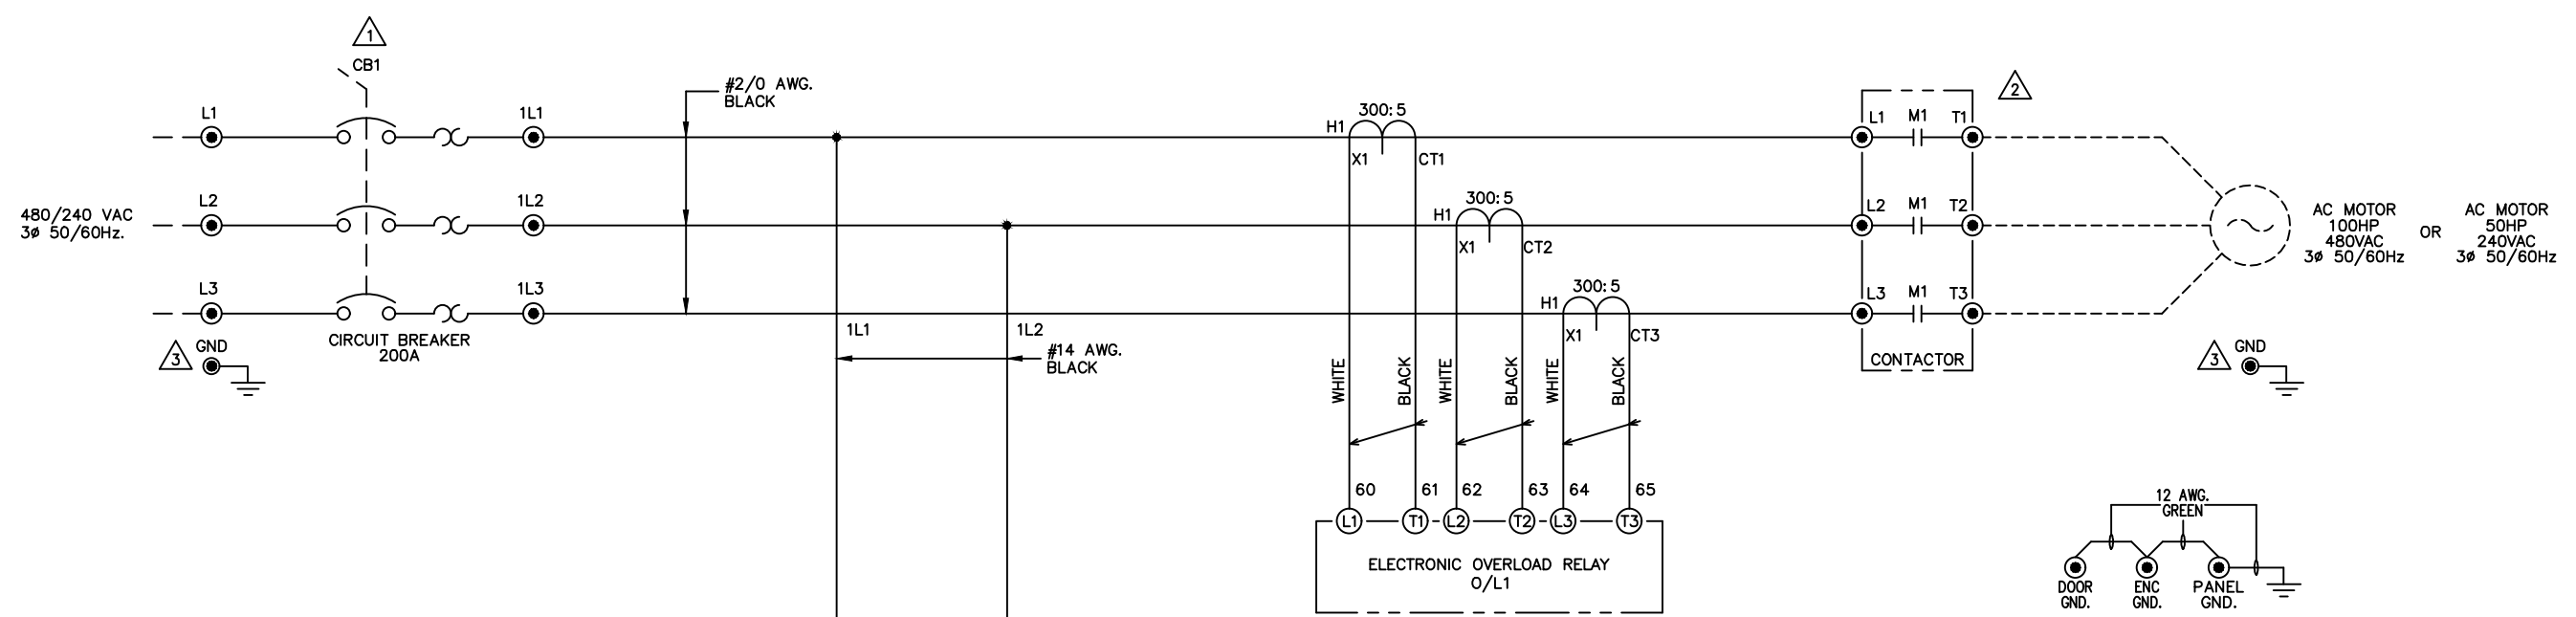 1
CB1
#2/0 AWG.
BLACK
L1
1L1
300:5
H1
X1
CT1
L1
M1
T1
2
480/240 VAC
3ø 50/60Hz.
L2
1L2
300:5
H1
X1
CT2
L2
M1
T2
AC MOTOR
100HP
480VAC
3ø 50/60Hz
OR
AC MOTOR
50HP
240VAC
3ø 50/60Hz
L3
1L3
300:5
H1
X1
CT3
L3
M1
T3
CIRCUIT BREAKER
200A
3
GND
1L1
1L2
#14 AWG.
BLACK
WHITE
BLACK
WHITE
BLACK
WHITE
BLACK
CONTACTOR
3
GND
60
61
62
63
64
65
L1
T1
L2
T2
L3
T3
ELECTRONIC OVERLOAD RELAY
O/L1
12 AWG.
GREEN
DOOR
GND.
ENC
GND.
PANEL
GND.